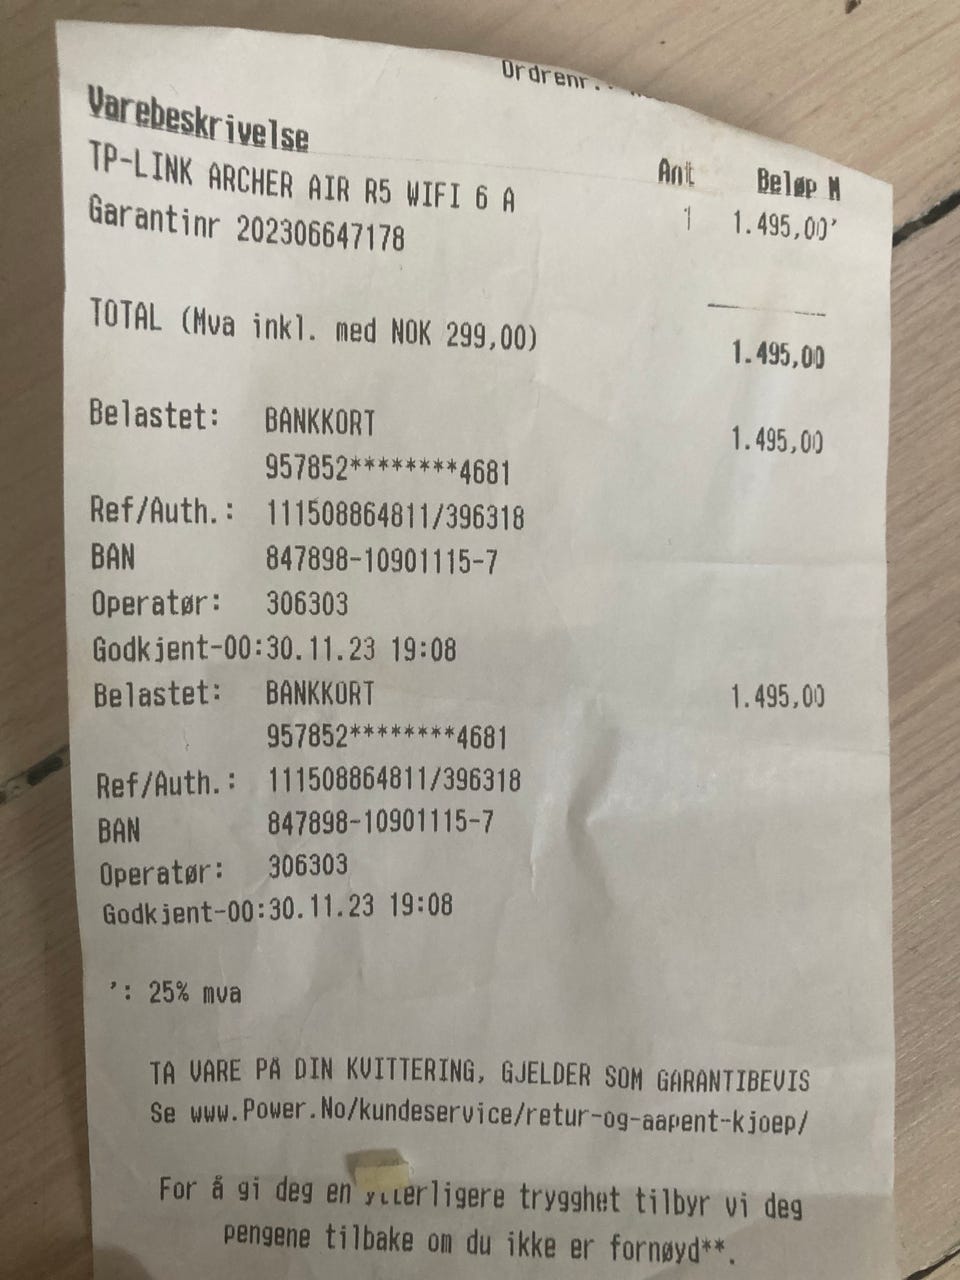 Ordrenr.:
Varebeskrivelse Ant Beløp M
TP-LINK ARCHER AIR R5 WIFI 6 A 1 1.495,00'
Garantinr 202306647178
TOTAL (Mva inkl. med NOK 299,00) 1.495,00
Belastet: BANKKORT 1.495,00
957852********4681
Ref/Auth.: 111508864811/396318
BAN 847898-10901115-7
Operatør: 306303
Godkjent-00:30.11.23 19:08
Belastet: BANKKORT 1.495,00
957852********4681
Ref/Auth.: 111508864811/396318
BAN 847898-10901115-7
Operatør: 306303
Godkjent-00:30.11.23 19:08
': 25% mva
TA VARE PÅ DIN KVITTERING, GJELDER SOM GARANTIBEVIS
Se www.Power.No/kundeservice/retur-og-aapent-kjoep/
For å gi deg en ytterligere trygghet tilbyr vi deg
pengene tilbake om du ikke er fornøyd**.